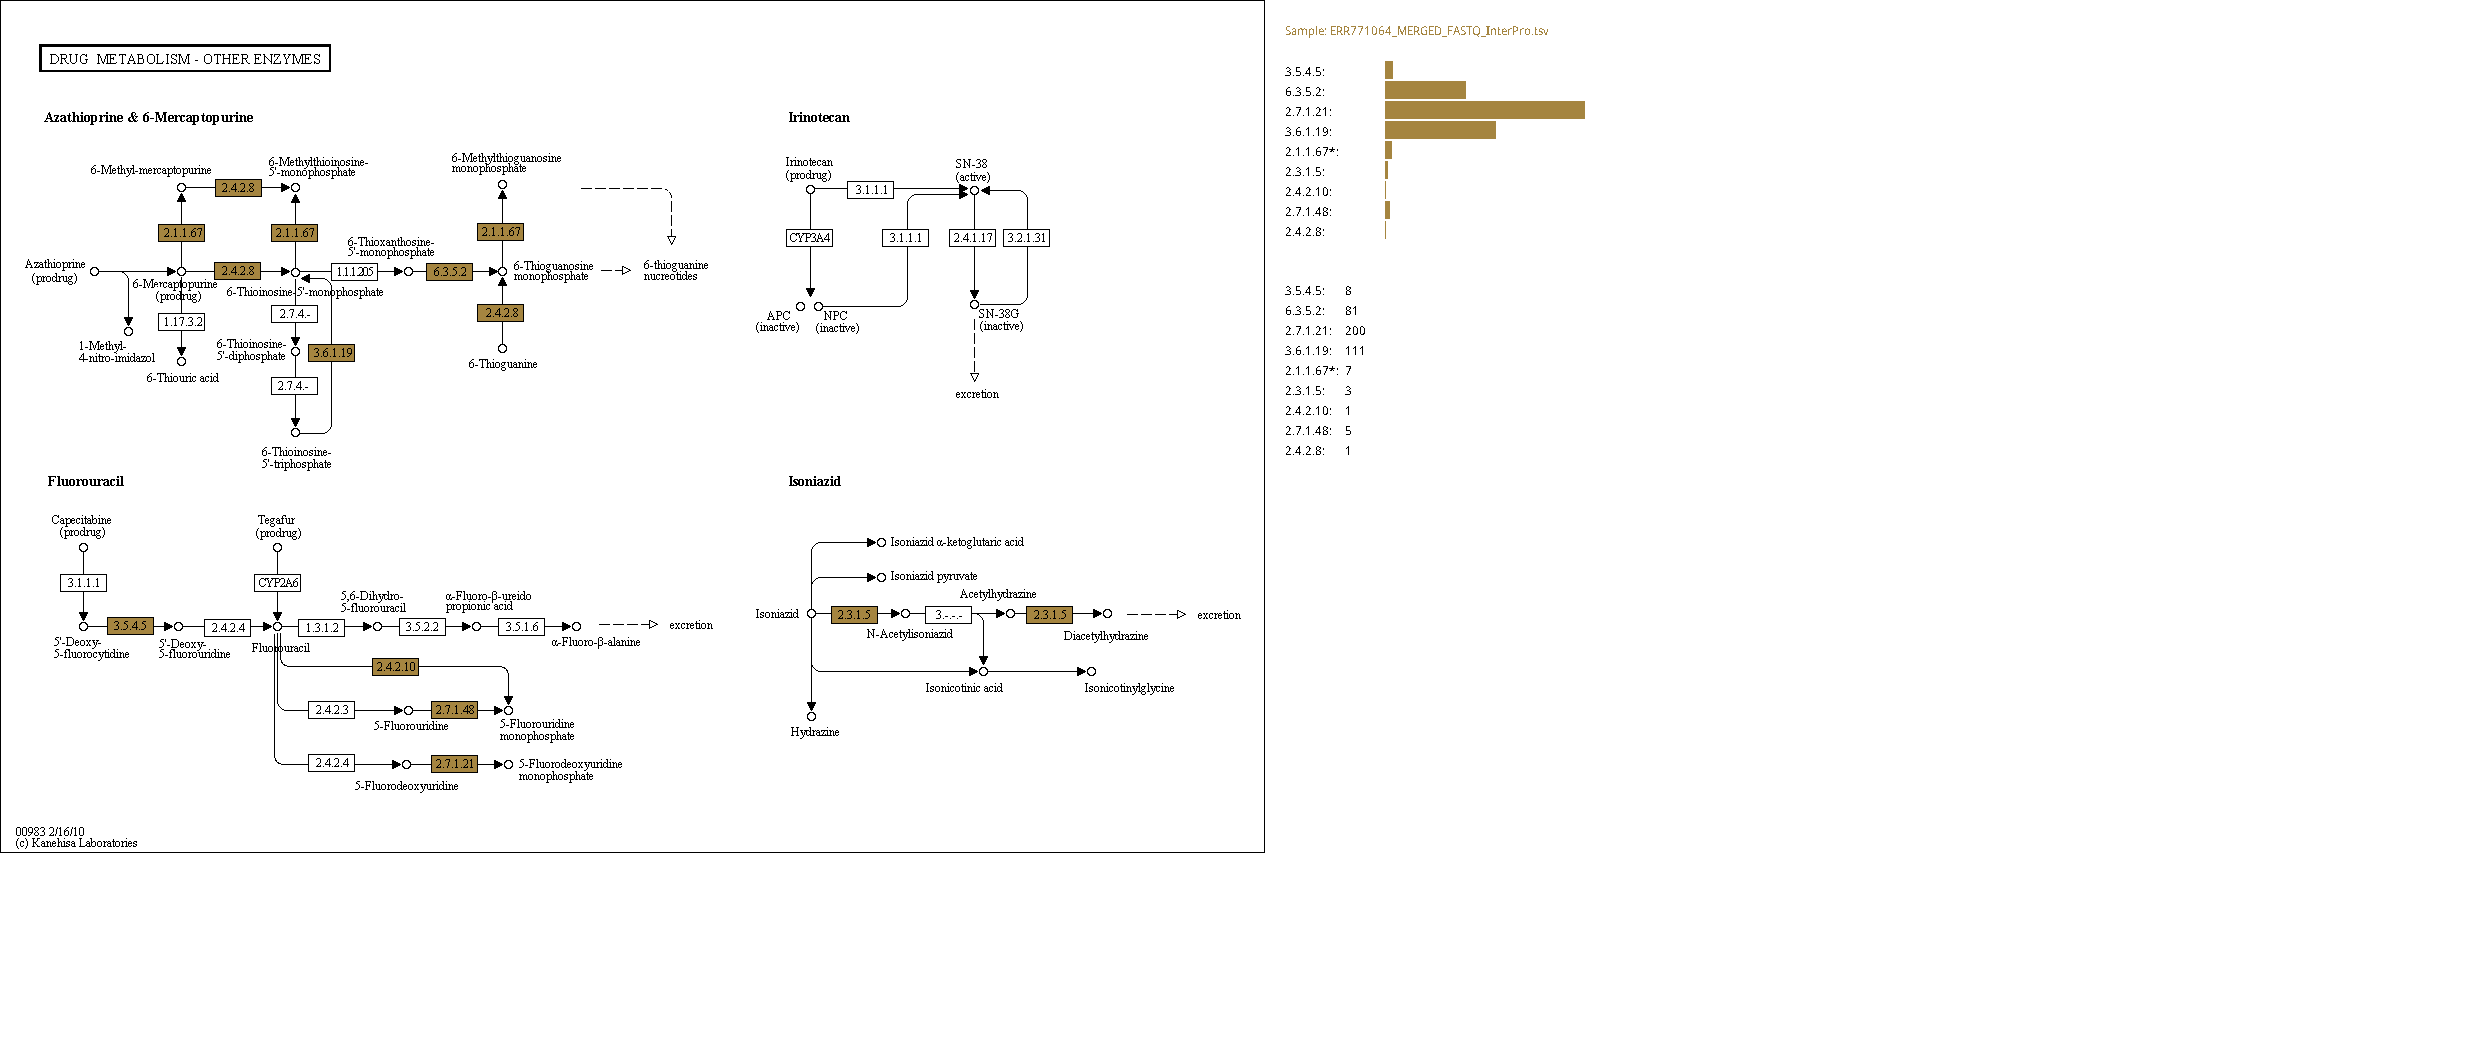 DRUG METABOLISM - OTHER ENZYMES
Azathioprine & 6-Mercaptopurine
6-Methyl-mercaptopurine
6-Methylthioinosine-
5'-monophosphate
6-Methylthioguanosine
monophosphate
2.4.2.8
2.1.1.67
2.1.1.67
2.1.1.67
6-Thioxanthosine-
5'-monophosphate
Azathioprine
(prodrug)
2.4.2.8
1.1.1.205
6.3.5.2
6-Thioguanosine
monophosphate
6-thioguanine
nucreotides
6-Mercaptopurine
(prodrug)
6-Thioinosine-5'-monophosphate
1.17.3.2
2.7.4.-
2.4.2.8
1-Methyl-
4-nitro-imidazol
6-Thioinosine-
5'-diphosphate
3.6.1.19
6-Thioguanine
6-Thiouric acid
2.7.4.-
6-Thioinosine-
5'-triphosphate
Irinotecan
Irinotecan
(prodrug)
SN-38
(active)
3.1.1.1
CYP3A4
3.1.1.1
2.4.1.17
3.2.1.31
APC
(inactive)
NPC
(inactive)
SN-38G
(inactive)
excretion
Fluorouracil
Capecitabine
(prodrug)
Tegafur
(prodrug)
3.1.1.1
CYP2A6
5,6-Dihydro-
5-fluorouracil
α-Fluoro-β-ureido
propionic acid
3.5.4.5
2.4.2.4
1.3.1.2
3.5.2.2
3.5.1.6
excretion
5'-Deoxy-
5-fluorocytidine
5'-Deoxy-
5-fluorouridine
Fluorouracil
α-Fluoro-β-alanine
2.4.2.10
2.4.2.3
2.7.1.48
5-Fluorouridine
5-Fluorouridine
monophosphate
2.4.2.4
2.7.1.21
5-Fluorodeoxyuridine
monophosphate
5-Fluorodeoxyuridine
Isoniazid
Isoniazid α-ketoglutaric acid
Isoniazid pyruvate
Acetylhydrazine
Isoniazid
2.3.1.5
3.-.-.-
2.3.1.5
excretion
N-Acetylisoniazid
Diacetylhydrazine
Isonicotinic acid
Isonicotinylglycine
Hydrazine
00983 2/16/10
(c) Kanehisa Laboratories
Sample: ERR771064_MERGED_FASTQ_InterPro.tsv
3.5.4.5:
6.3.5.2:
2.7.1.21:
3.6.1.19:
2.1.1.67*:
2.3.1.5:
2.4.2.10:
2.7.1.48:
2.4.2.8:
3.5.4.5: 8
6.3.5.2: 81
2.7.1.21: 200
3.6.1.19: 111
2.1.1.67*: 7
2.3.1.5: 3
2.4.2.10: 1
2.7.1.48: 5
2.4.2.8: 1